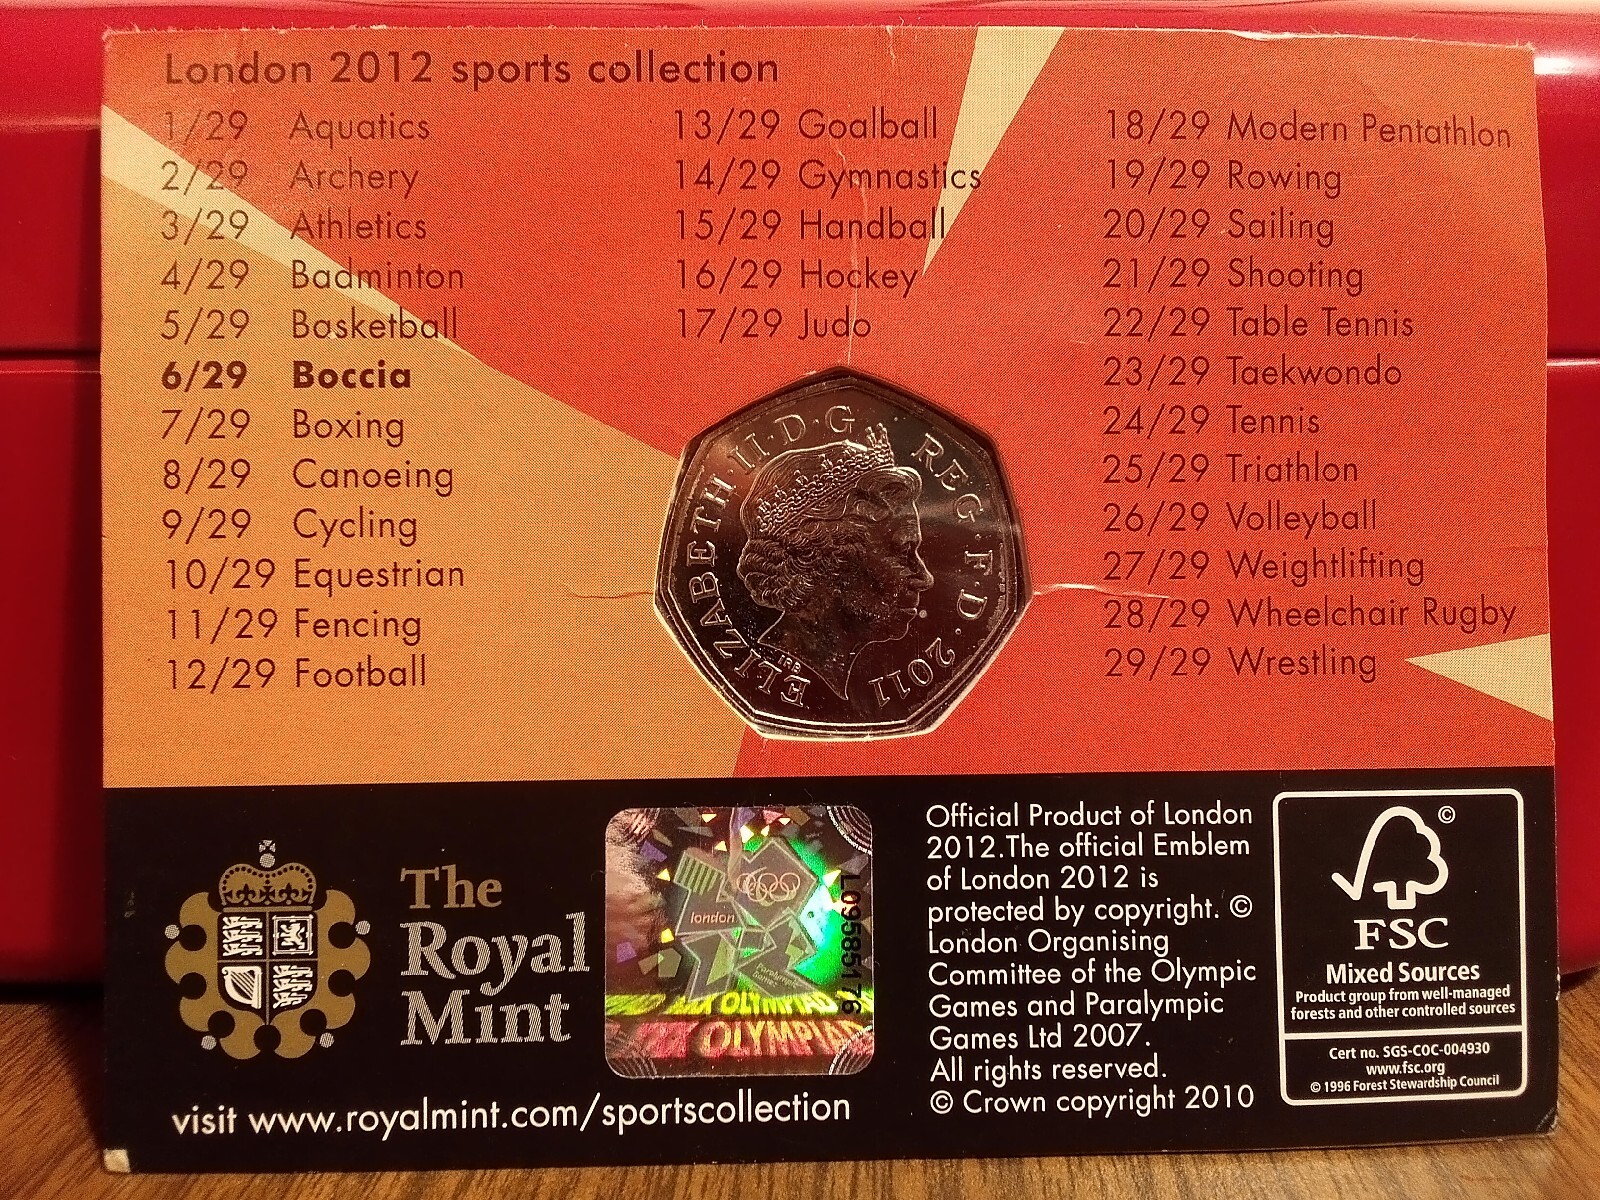 London 2012 sports collection
1/29 Aquatics
2/29 Archery
3/29 Athletics
4/29 Badminton
5/29 Basketball
6/29 Boccia
7/29 Boxing
8/29 Canoeing
9/29 Cycling
10/29 Equestrian
11/29 Fencing
12/29 Football
13/29 Goalball
14/29 Gymnastics
15/29 Handball
16/29 Hockey
17/29 Judo
18/29 Modern Pentathlon
19/29 Rowing
20/29 Sailing
21/29 Shooting
22/29 Table Tennis
23/29 Taekwondo
24/29 Tennis
25/29 Triathlon
26/29 Volleyball
27/29 Weightlifting
28/29 Wheelchair Rugby
29/29 Wrestling
ELIZABETH·II·D·G REG·F·D·2011
IRB
The
Royal
Mint
london
Paralympic
Games
L09585176
XXX OLYMPIAD
OLYMPIAD
visit www.royalmint.com/sportscollection
Official Product of London
2012.The official Emblem
of London 2012 is
protected by copyright. ©
London Organising
Committee of the Olympic
Games and Paralympic
Games Ltd 2007.
All rights reserved.
© Crown copyright 2010
©
FSC
Mixed Sources
Product group from well-managed
forests and other controlled sources
Cert no. SGS-COC-004930
www.fsc.org
© 1996 Forest Stewardship Council